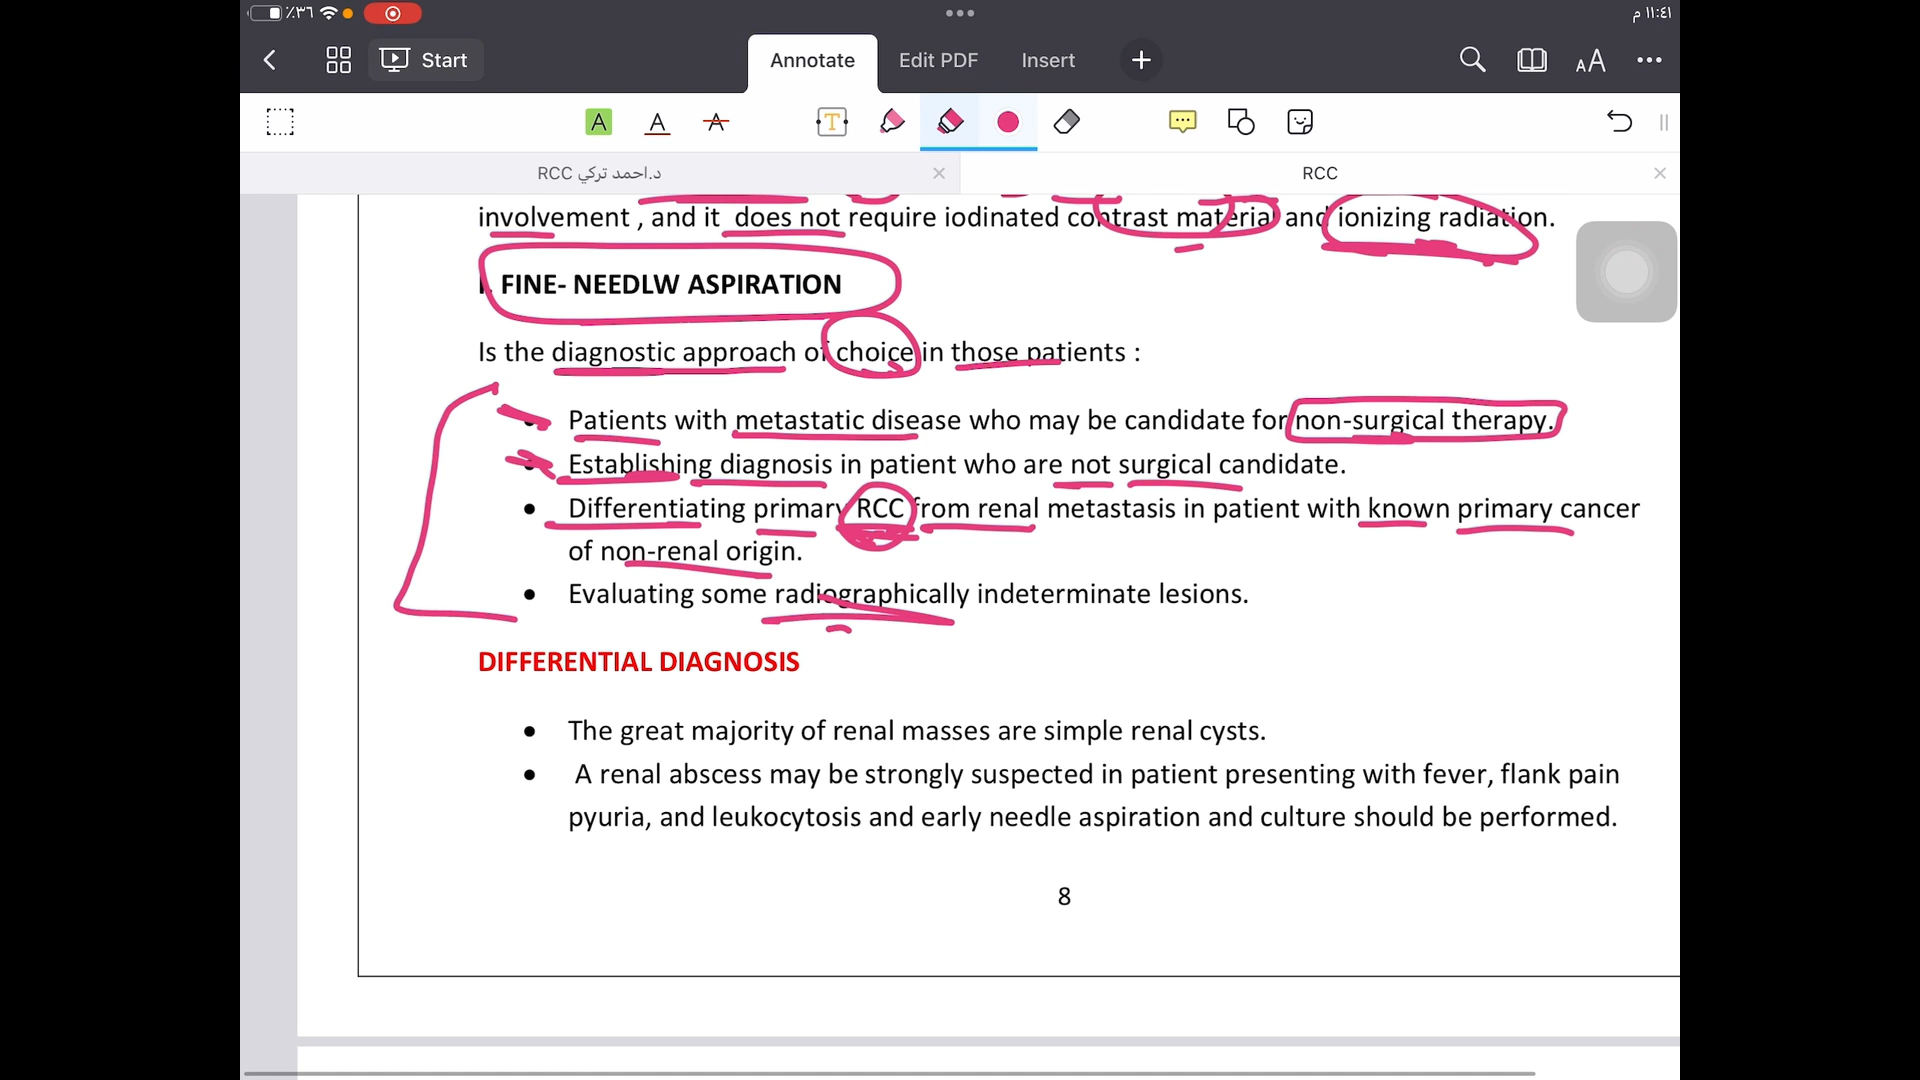 ٪٣٦
١١:٤١ م
Start
Annotate
Edit PDF
Insert
RCC د.احمد تركي
RCC
involvement , and it does not require iodinated contrast material and ionizing radiation.
I. FINE- NEEDLW ASPIRATION
Is the diagnostic approach of choice in those patients :
• Patients with metastatic disease who may be candidate for non-surgical therapy.
• Establishing diagnosis in patient who are not surgical candidate.
• Differentiating primary RCC from renal metastasis in patient with known primary cancer
of non-renal origin.
• Evaluating some radiographically indeterminate lesions.
DIFFERENTIAL DIAGNOSIS
• The great majority of renal masses are simple renal cysts.
• A renal abscess may be strongly suspected in patient presenting with fever, flank pain
pyuria, and leukocytosis and early needle aspiration and culture should be performed.
8